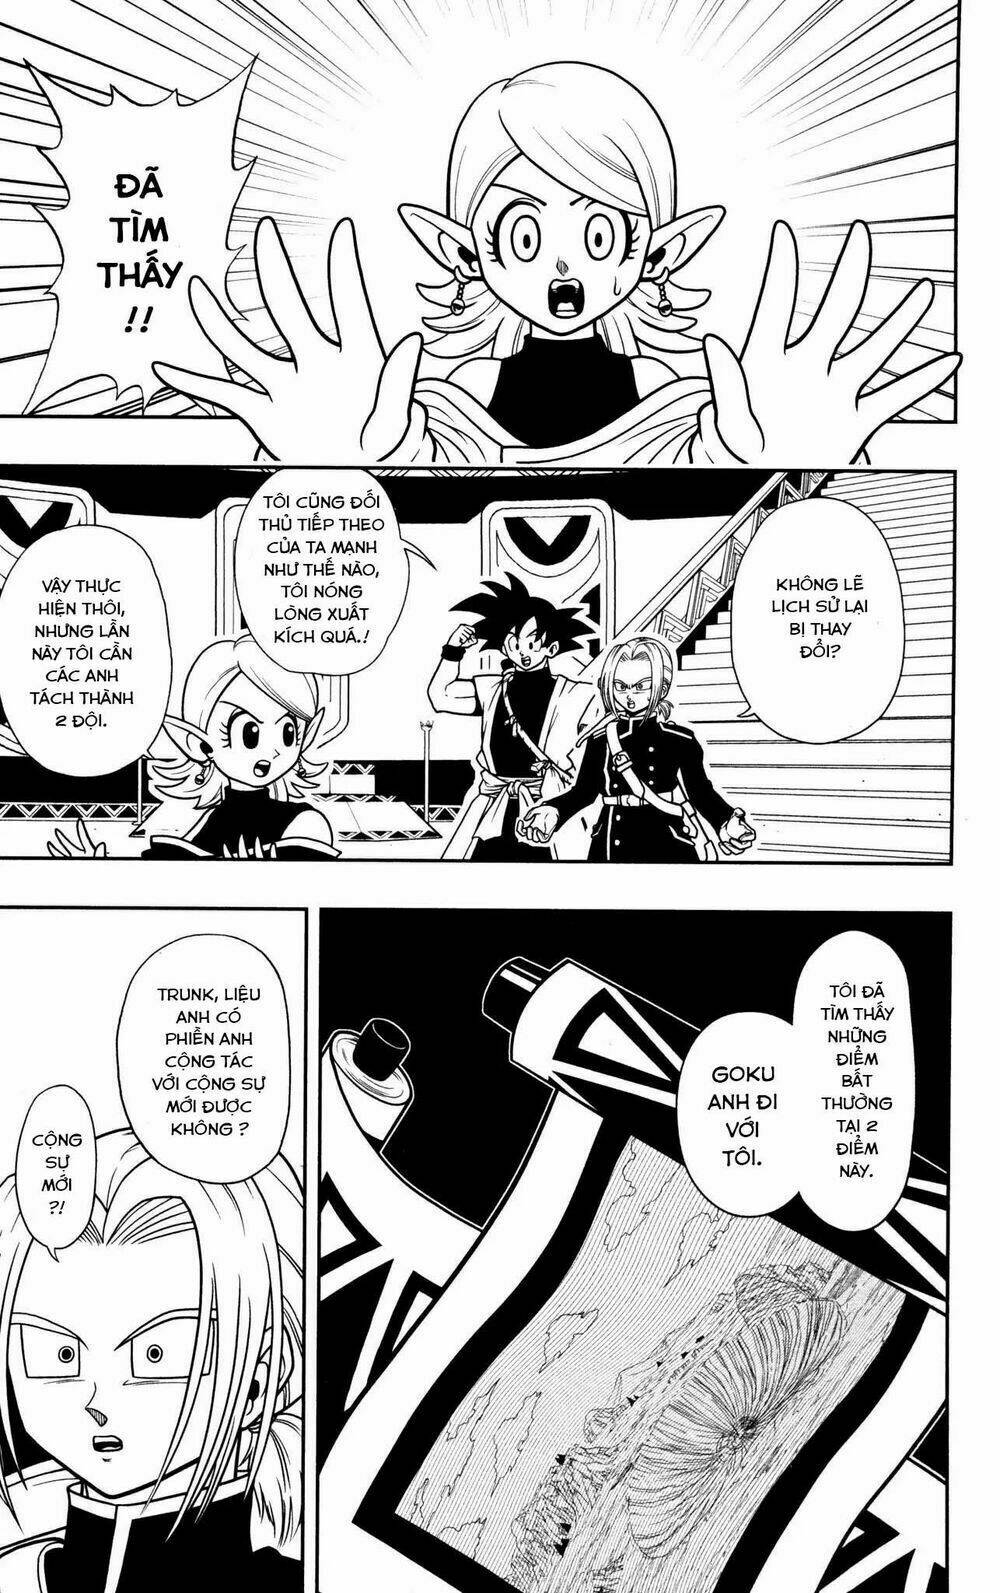 ĐÃ
TÌM
THẤY
!!
KHÔNG LẼ
LỊCH SỬ LẠI
BỊ THAY
ĐỔI?
TÔI CŨNG ĐỐI
THỦ TIẾP THEO
CỦA TA MẠNH
NHƯ THẾ NÀO,
TÔI NÓNG
LÒNG XUẤT
KÍCH QUÁ.!
VẬY THỰC
HIỆN THÔI,
NHƯNG LẦN
NÀY TÔI CẦN
CÁC ANH
TÁCH THÀNH
2 ĐỘI.
TÔI ĐÃ
TÌM THẤY
NHỮNG
ĐIỂM
BẤT
THƯỜNG
TẠI 2
ĐIỂM
NÀY.
GOKU
ANH ĐI
VỚI
TÔI.
TRUNK, LIỆU
ANH CÓ
PHIỀN ANH
CỘNG TÁC
VỚI CỘNG SỰ
MỚI ĐƯỢC
KHÔNG ?
CỘNG
SỰ
MỚI
?!